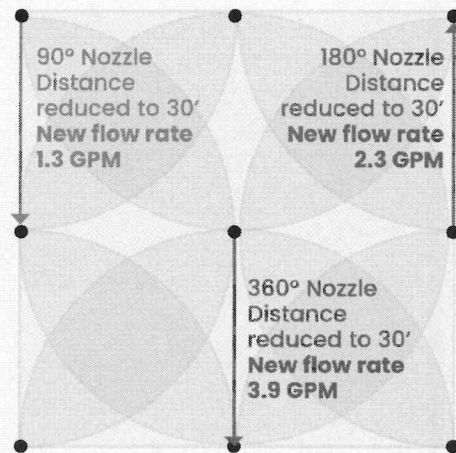 90° Nozzle
Distance
reduced to 30'
New flow rate
1.3 GPM
180° Nozzle
Distance
reduced to 30'
New flow rate
2.3 GPM
360° Nozzle
Distance
reduced to 30'
New flow rate
3.9 GPM